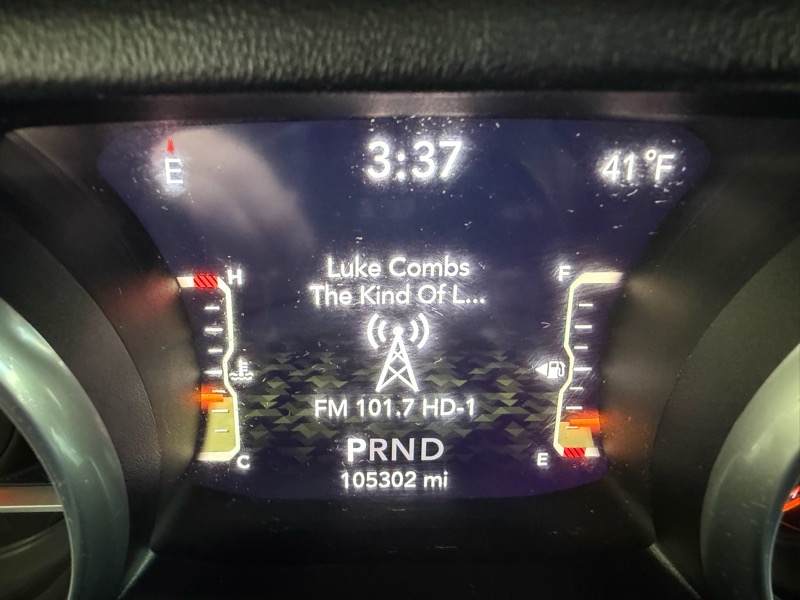 E
3:37
41°F
H
Luke Combs
F
The Kind Of L...
FM 101.7 HD-1
PRND
C
E
105302 mi